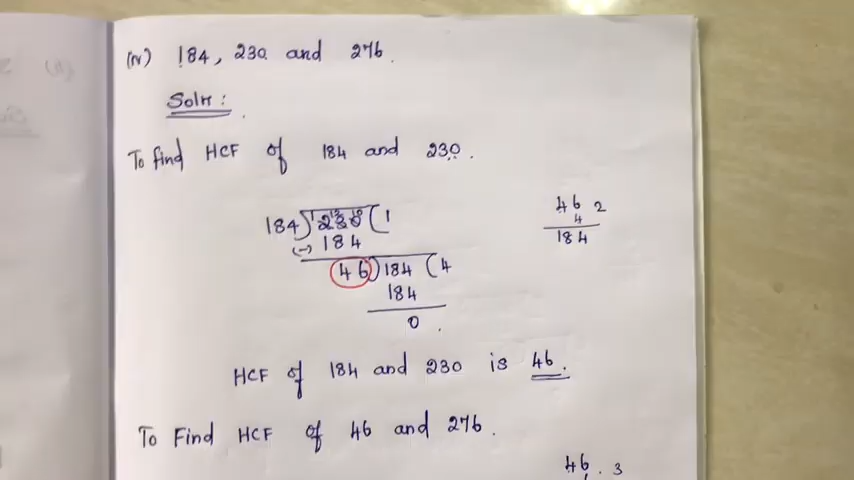 (iv) 184, 230 and 276.
Soln:
To find HCF of 184 and 230.
184) 230 (1
(-) 184
46) 184 (4
184
0
46 2
4
184
HCF of 184 and 230 is 46.
To Find HCF of 46 and 276.
46 . 3